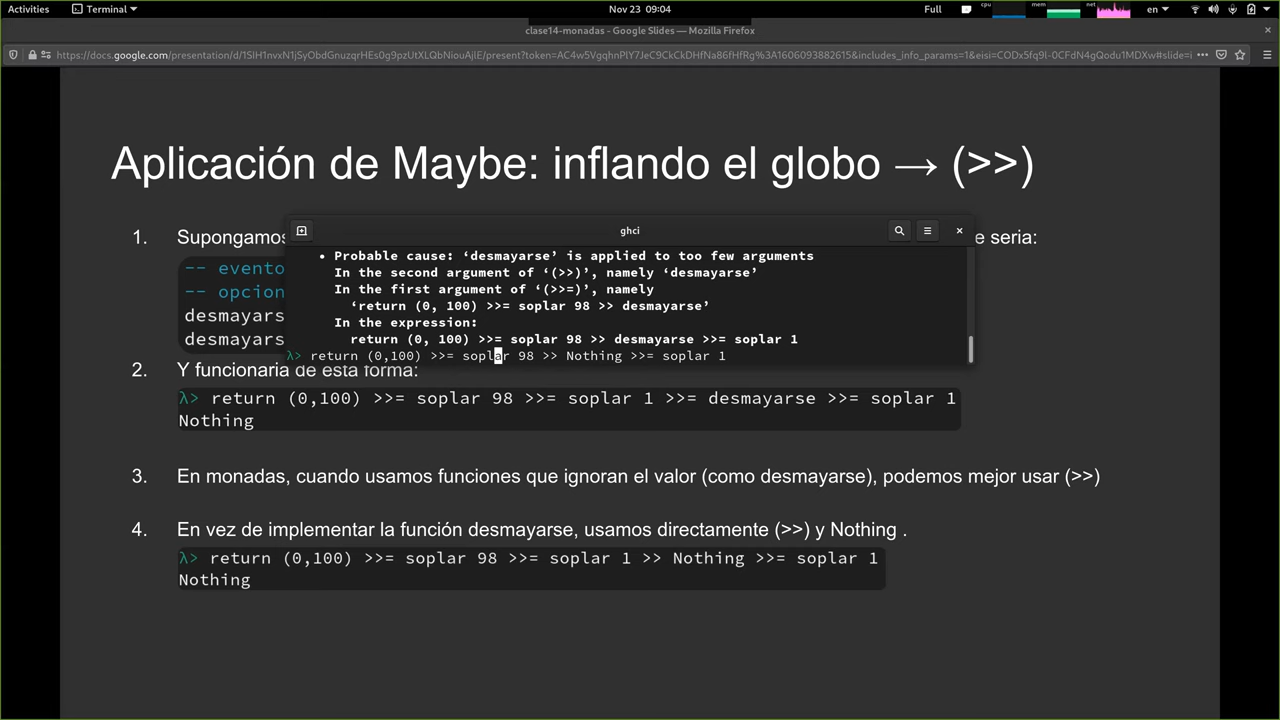 Activities
Terminal
Nov 23 09:04
Full
cpu
mem
net
en
clase14-monadas - Google Slides — Mozilla Firefox
Aplicación de Maybe: inflando el globo → (>>)
1. Supongamos
e seria:
-- evento
-- opcion
desmayars
desmayars
ghci
• Probable cause: ‘desmayarse’ is applied to too few arguments
In the second argument of ‘(>>)’, namely ‘desmayarse’
In the first argument of ‘(>>=)’, namely
‘return (0, 100) >>= soplar 98 >> desmayarse’
In the expression:
return (0, 100) >>= soplar 98 >> desmayarse >>= soplar 1
λ> return (0,100) >>= soplar 98 >> Nothing >>= soplar 1
2. Y funcionaria de esta forma:
λ> return (0,100) >>= soplar 98 >>= soplar 1 >>= desmayarse >>= soplar 1
Nothing
3. En monadas, cuando usamos funciones que ignoran el valor (como desmayarse), podemos mejor usar (>>)
4. En vez de implementar la función desmayarse, usamos directamente (>>) y Nothing .
λ> return (0,100) >>= soplar 98 >>= soplar 1 >> Nothing >>= soplar 1
Nothing